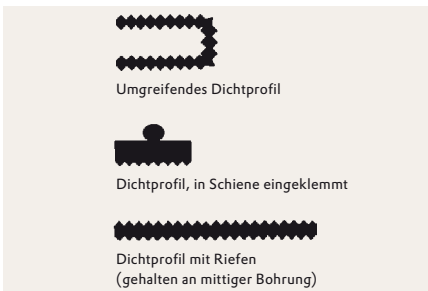 Umgreifendes Dichtprofil
Dichtprofil, in Schiene eingeklemmt
Dichtprofil mit Riefen
(gehalten an mittiger Bohrung)